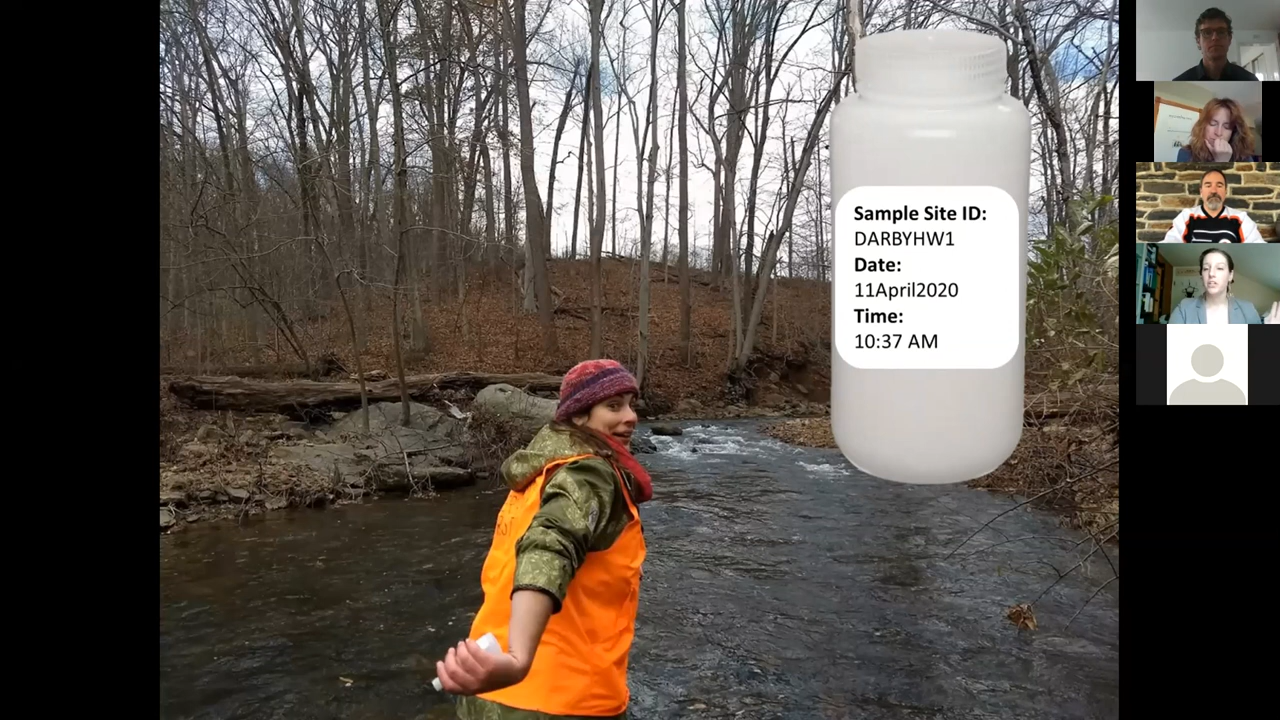 Sample Site ID:
DARBYHW1
Date:
11April2020
Time:
10:37 AM